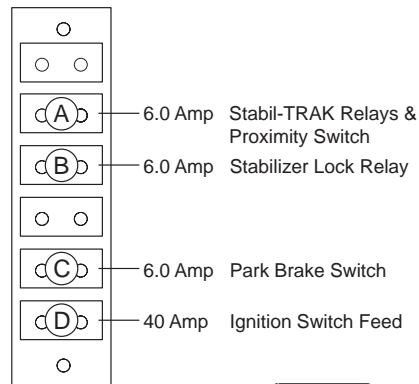 A 6.0 Amp Stabil-TRAK Relays &
Proximity Switch
B 6.0 Amp Stabilizer Lock Relay
C 6.0 Amp Park Brake Switch
D 40 Amp Ignition Switch Feed